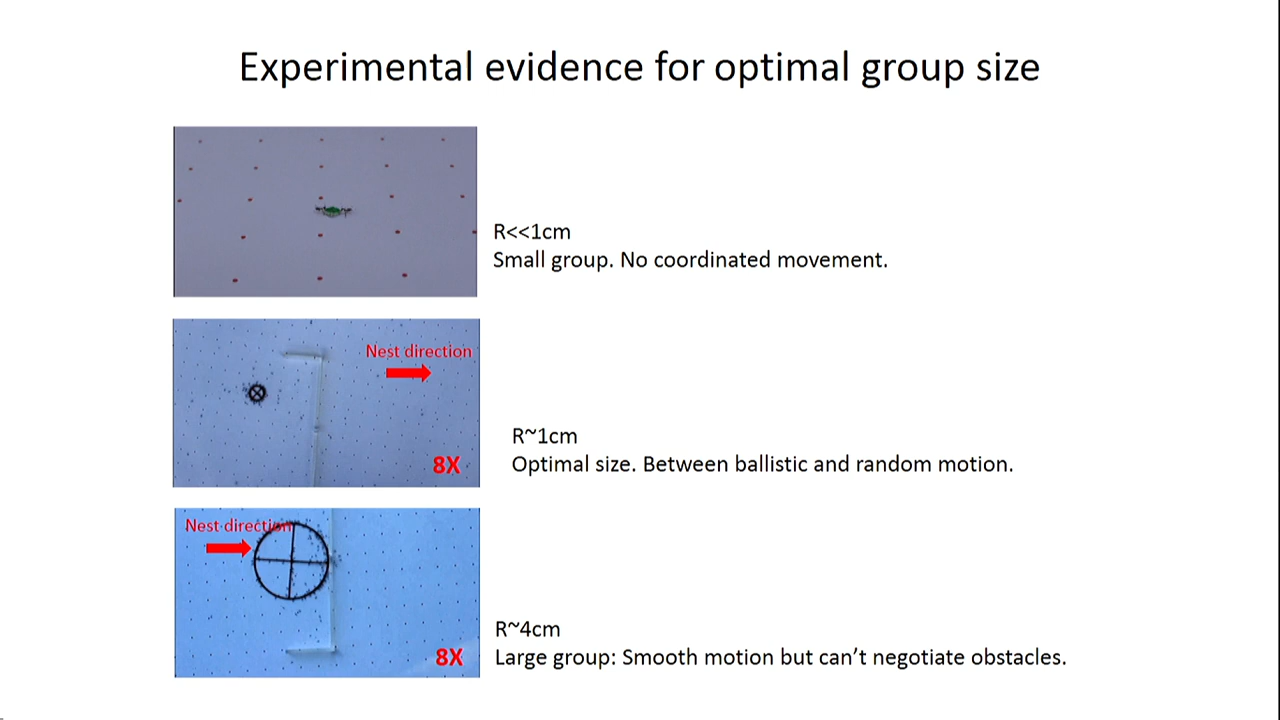 Experimental evidence for optimal group size
R<<1cm
Small group. No coordinated movement.
Nest direction
8X
R~1cm
Optimal size. Between ballistic and random motion.
Nest direction
8X
R~4cm
Large group: Smooth motion but can’t negotiate obstacles.